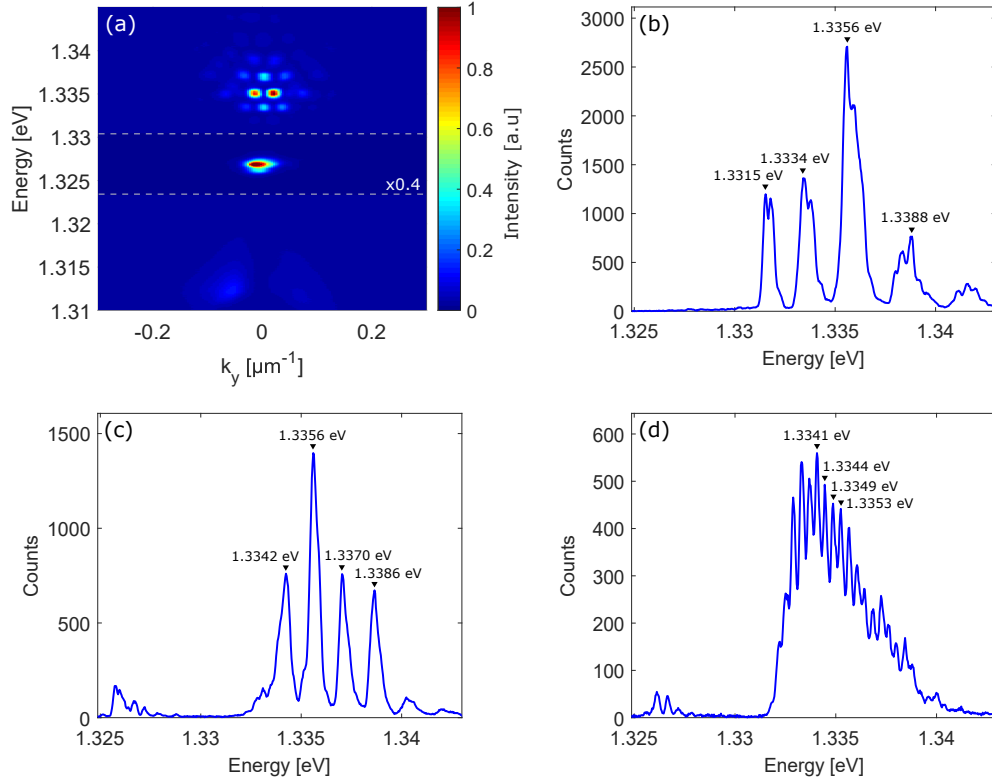 (a)
1.34
1.335
1.33
1.325
1.32
1.315
1.31
Energy [eV]
x0.4
-0.2 0 0.2
k_y [µm^-1]
1
0.8
0.6
0.4
0.2
0
Intensity [a.u]
(b)
3000
2500
2000
1500
1000
500
0
Counts
1.3356 eV
1.3334 eV
1.3315 eV
1.3388 eV
1.325 1.33 1.335 1.34
Energy [eV]
(c)
1500
1000
500
0
Counts
1.3356 eV
1.3342 eV
1.3370 eV
1.3386 eV
1.325 1.33 1.335 1.34
Energy [eV]
(d)
600
500
400
300
200
100
0
Counts
1.3341 eV
1.3344 eV
1.3349 eV
1.3353 eV
1.325 1.33 1.335 1.34
Energy [eV]